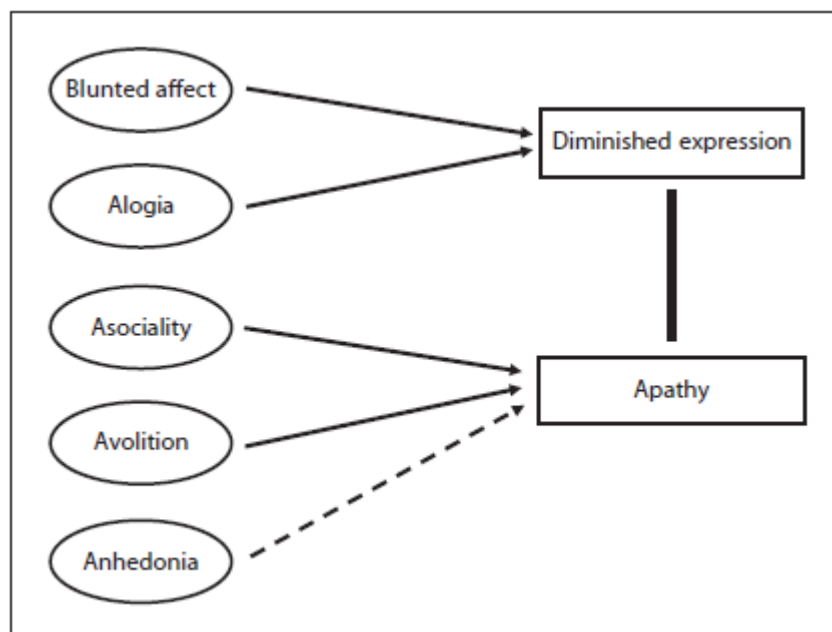 Blunted affect
Diminished expression
Alogia
Asociality
Apathy
Avolition
Anhedonia